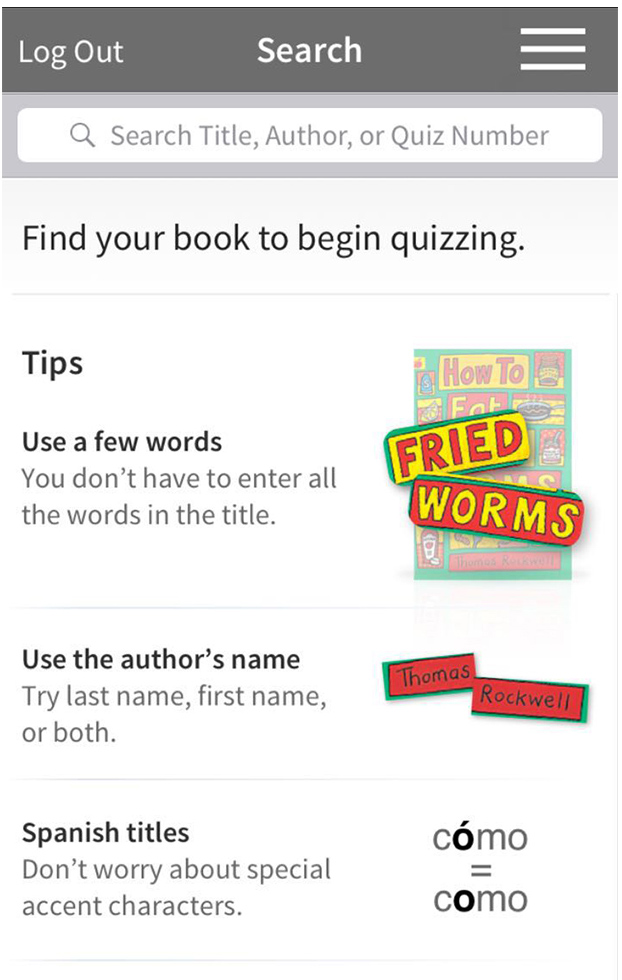 Log Out
Search
Search Title, Author, or Quiz Number
Find your book to begin quizzing.
Tips
Use a few words
You don’t have to enter all
the words in the title.
How To
Eat
FRIED
WORMS
Thomas Rockwell
Use the author’s name
Try last name, first name,
or both.
Thomas
Rockwell
Spanish titles
Don’t worry about special
accent characters.
cómo
=
como